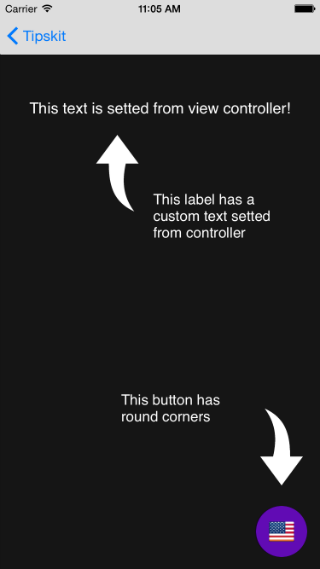 Carrier 11:05 AM
Tipskit
This text is setted from view controller!
This label has a
custom text setted
from controller
This button has
round corners